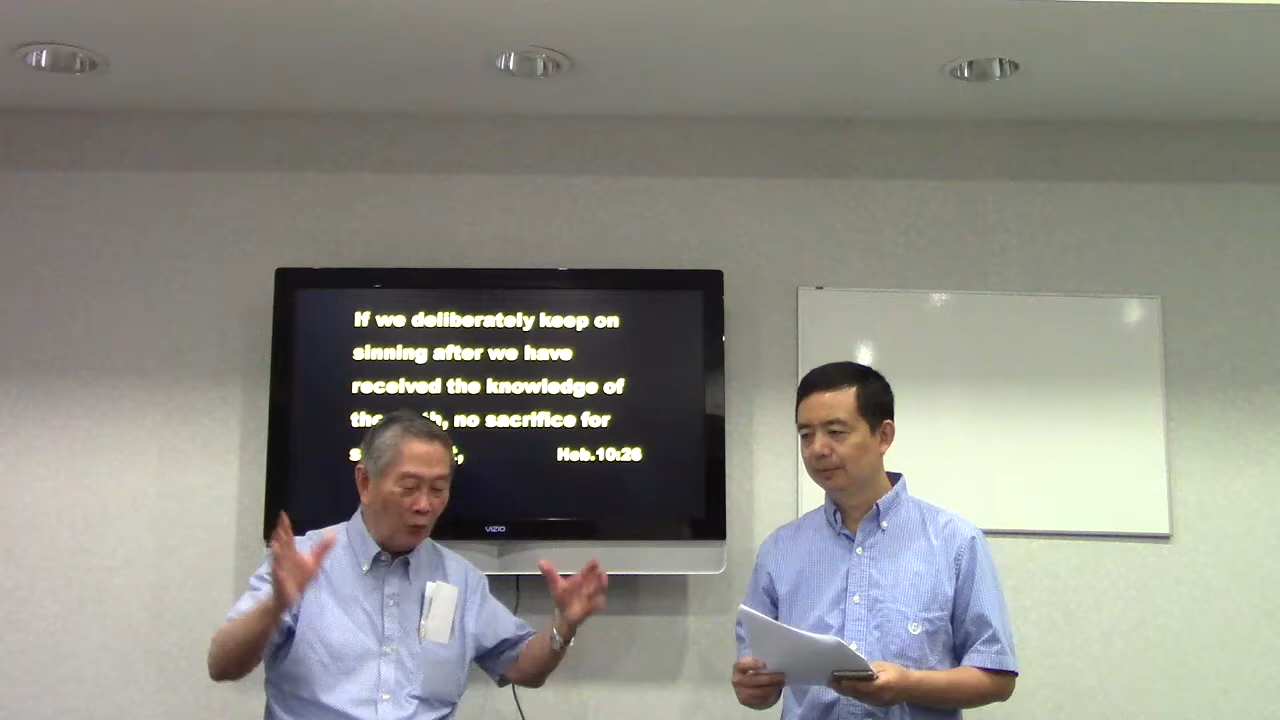 If we deliberately keep on
sinning after we have
received the knowledge of
no sacrifice for
Heb.10:26
VIZIO